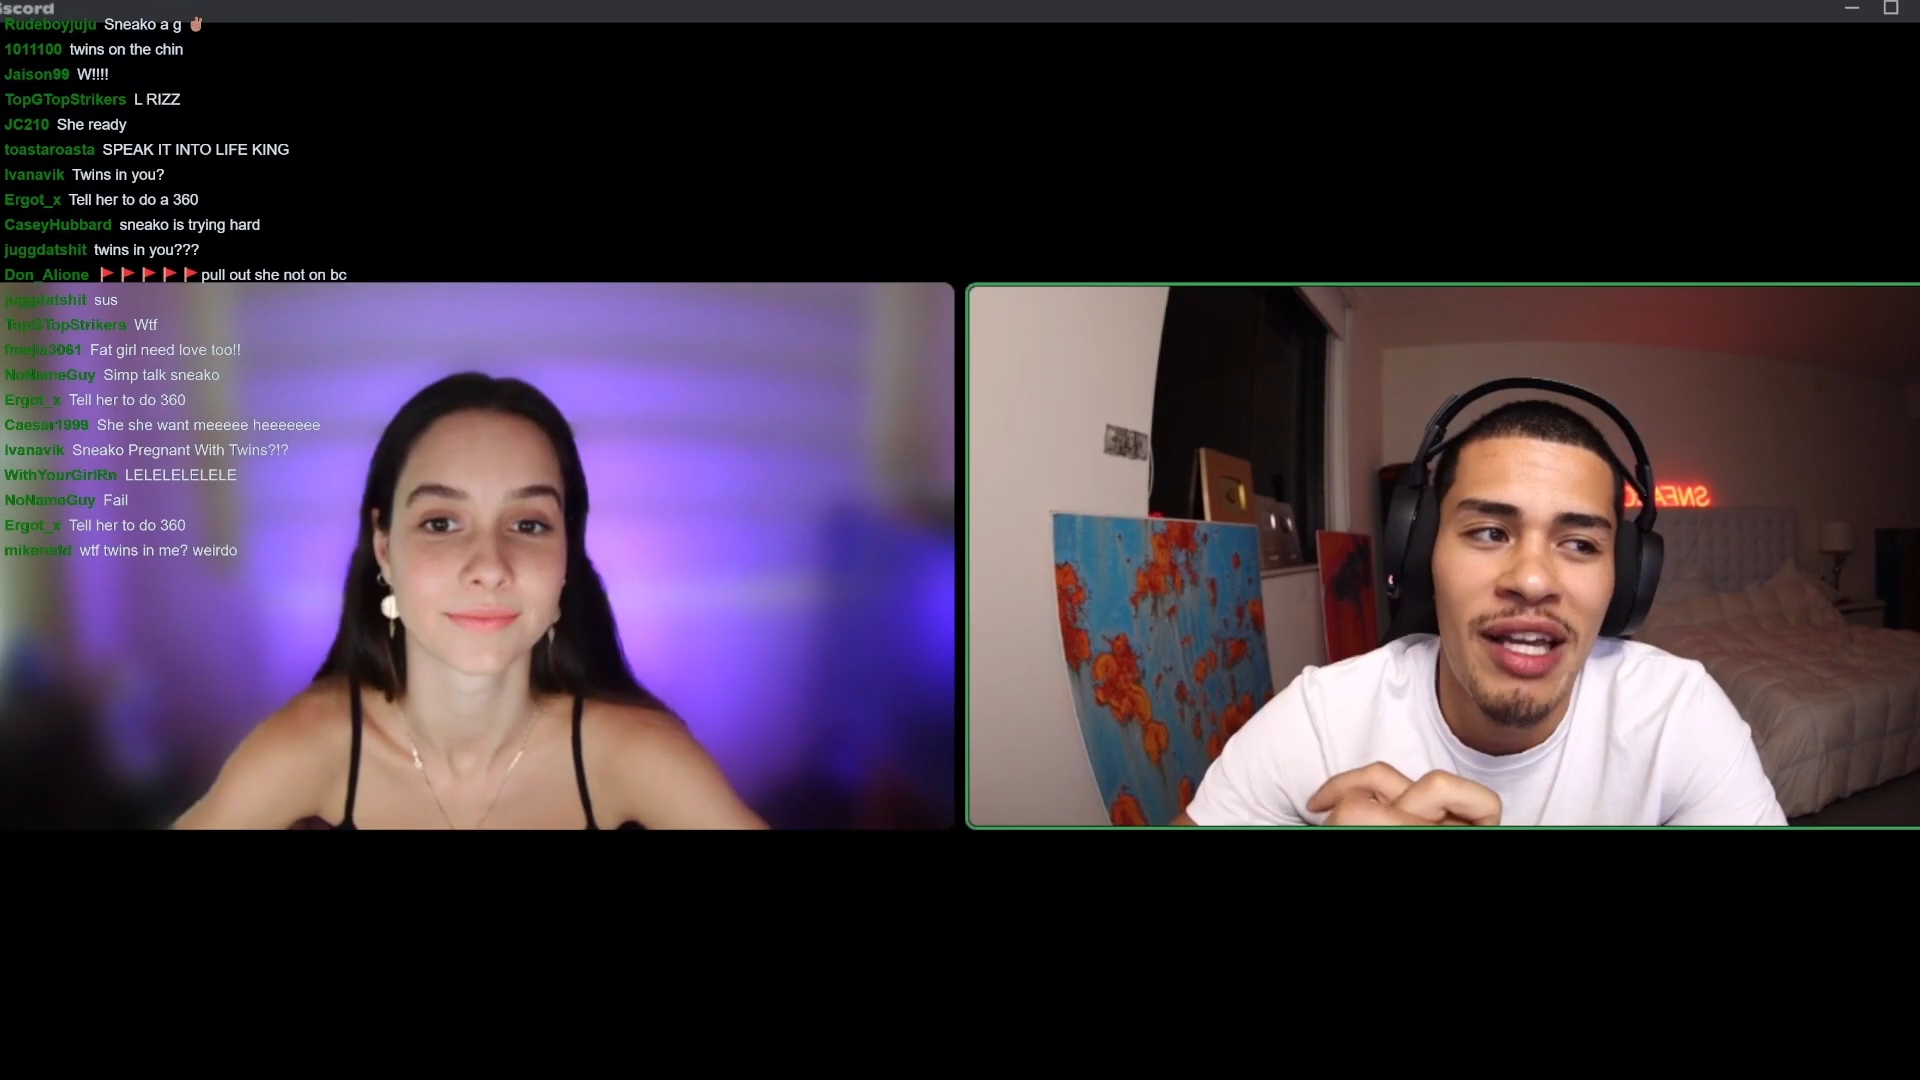 iscord
Rudeboyjuju Sneako a g ✌🏽
1011100 twins on the chin
Jaison99 W!!!!
TopGTopStrikers L RIZZ
JC210 She ready
toastaroasta SPEAK IT INTO LIFE KING
Ivanavik Twins in you?
Ergot_x Tell her to do a 360
CaseyHubbard sneako is trying hard
juggdatshit twins in you???
Don_Alione 🚩🚩🚩🚩🚩pull out she not on bc
juggdatshit sus
TopGTopStrikers Wtf
fmejia3061 Fat girl need love too!!
NoNameGuy Simp talk sneako
Ergot_x Tell her to do 360
Caesar1999 She she want meeeee heeeeeee
Ivanavik Sneako Pregnant With Twins?!?
WithYourGirlRn LELELELELELE
NoNameGuy Fail
Ergot_x Tell her to do 360
miketedd wtf twins in me? weirdo